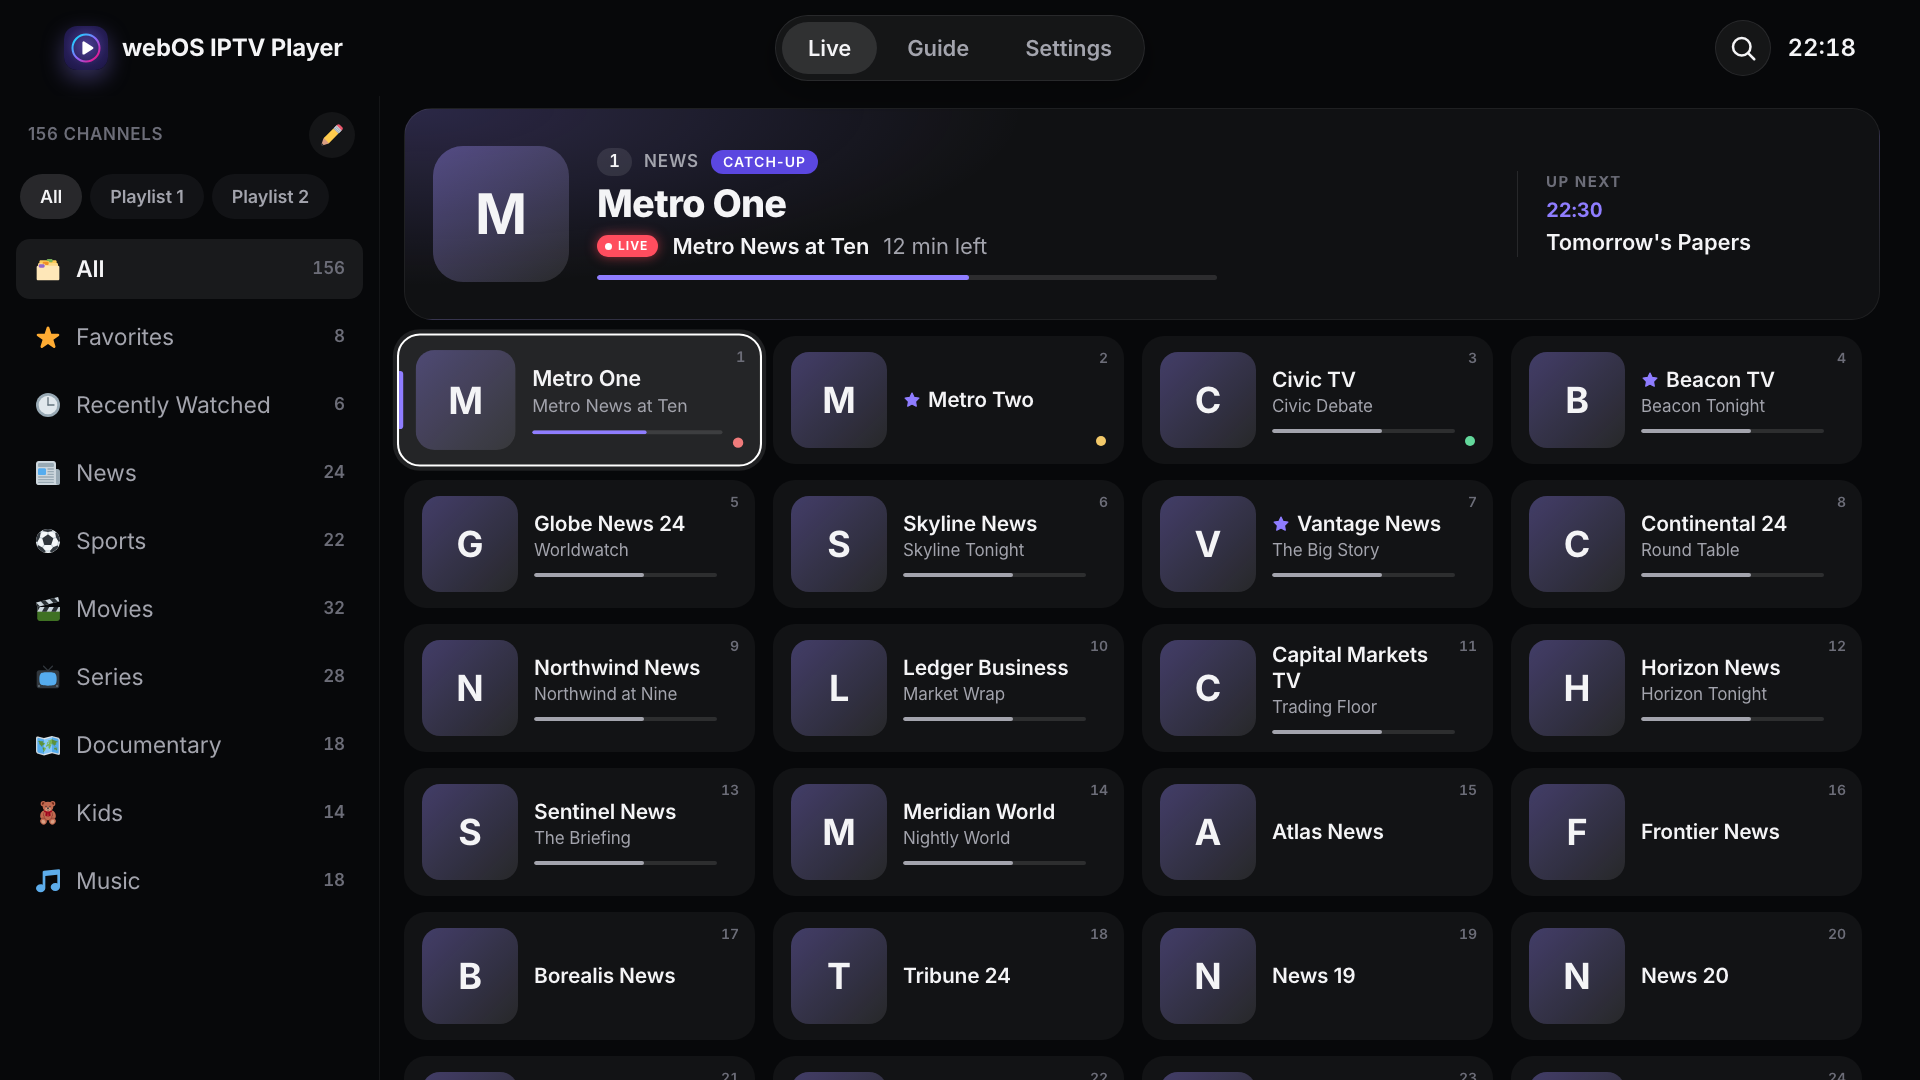 webOS IPTV Player
Live
Guide
Settings
22:18
156 CHANNELS
All
Playlist 1
Playlist 2
All 156
Favorites 8
Recently Watched 6
News 24
Sports 22
Movies 32
Series 28
Documentary 18
Kids 14
Music 18
M
1 NEWS CATCH-UP
Metro One
LIVE Metro News at Ten 12 min left
UP NEXT
22:30
Tomorrow's Papers
1
M
Metro One
Metro News at Ten
2
M
Metro Two
3
C
Civic TV
Civic Debate
4
B
Beacon TV
Beacon Tonight
5
G
Globe News 24
Worldwatch
6
S
Skyline News
Skyline Tonight
7
V
Vantage News
The Big Story
8
C
Continental 24
Round Table
9
N
Northwind News
Northwind at Nine
10
L
Ledger Business
Market Wrap
11
C
Capital Markets
TV
Trading Floor
12
H
Horizon News
Horizon Tonight
13
S
Sentinel News
The Briefing
14
M
Meridian World
Nightly World
15
A
Atlas News
16
F
Frontier News
17
B
Borealis News
18
T
Tribune 24
19
N
News 19
20
N
News 20
21
22
23
24